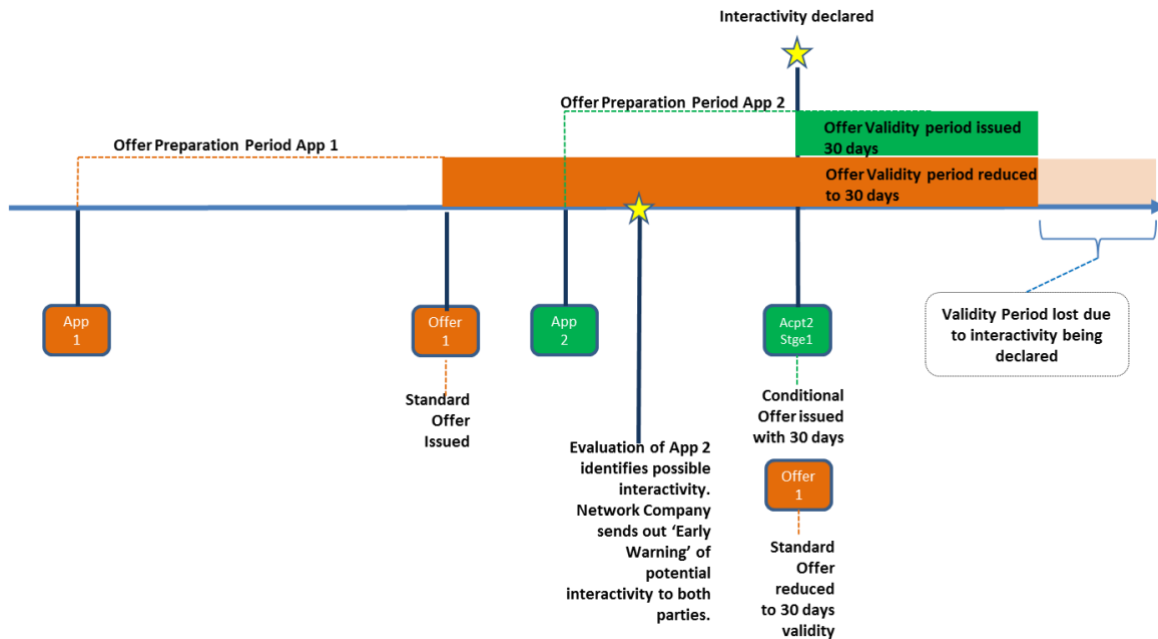 Interactivity declared
Offer Preparation Period App 2
Offer Validity period issued
30 days
Offer Preparation Period App 1
Offer Validity period reduced
to 30 days
App
1
Offer
1
App
2
Acpt2
Stge1
Validity Period lost due
to interactivity being
declared
Standard
Offer
Issued
Conditional
Offer issued
with 30 days
Evaluation of App 2
identifies possible
interactivity.
Network Company
sends out ‘Early
Warning’ of
potential
interactivity to both
parties.
Offer
1
Standard
Offer
reduced
to 30 days
validity